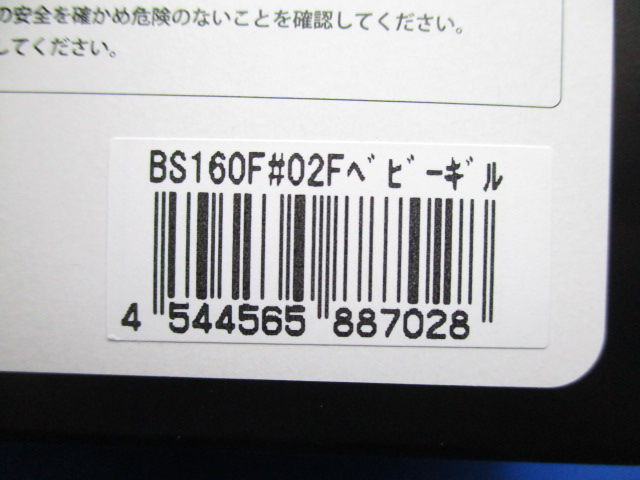 の安全を確かめ危険のないことを確認してください。
してください。
BS160F#02Fベビーギル
4 544565 887028